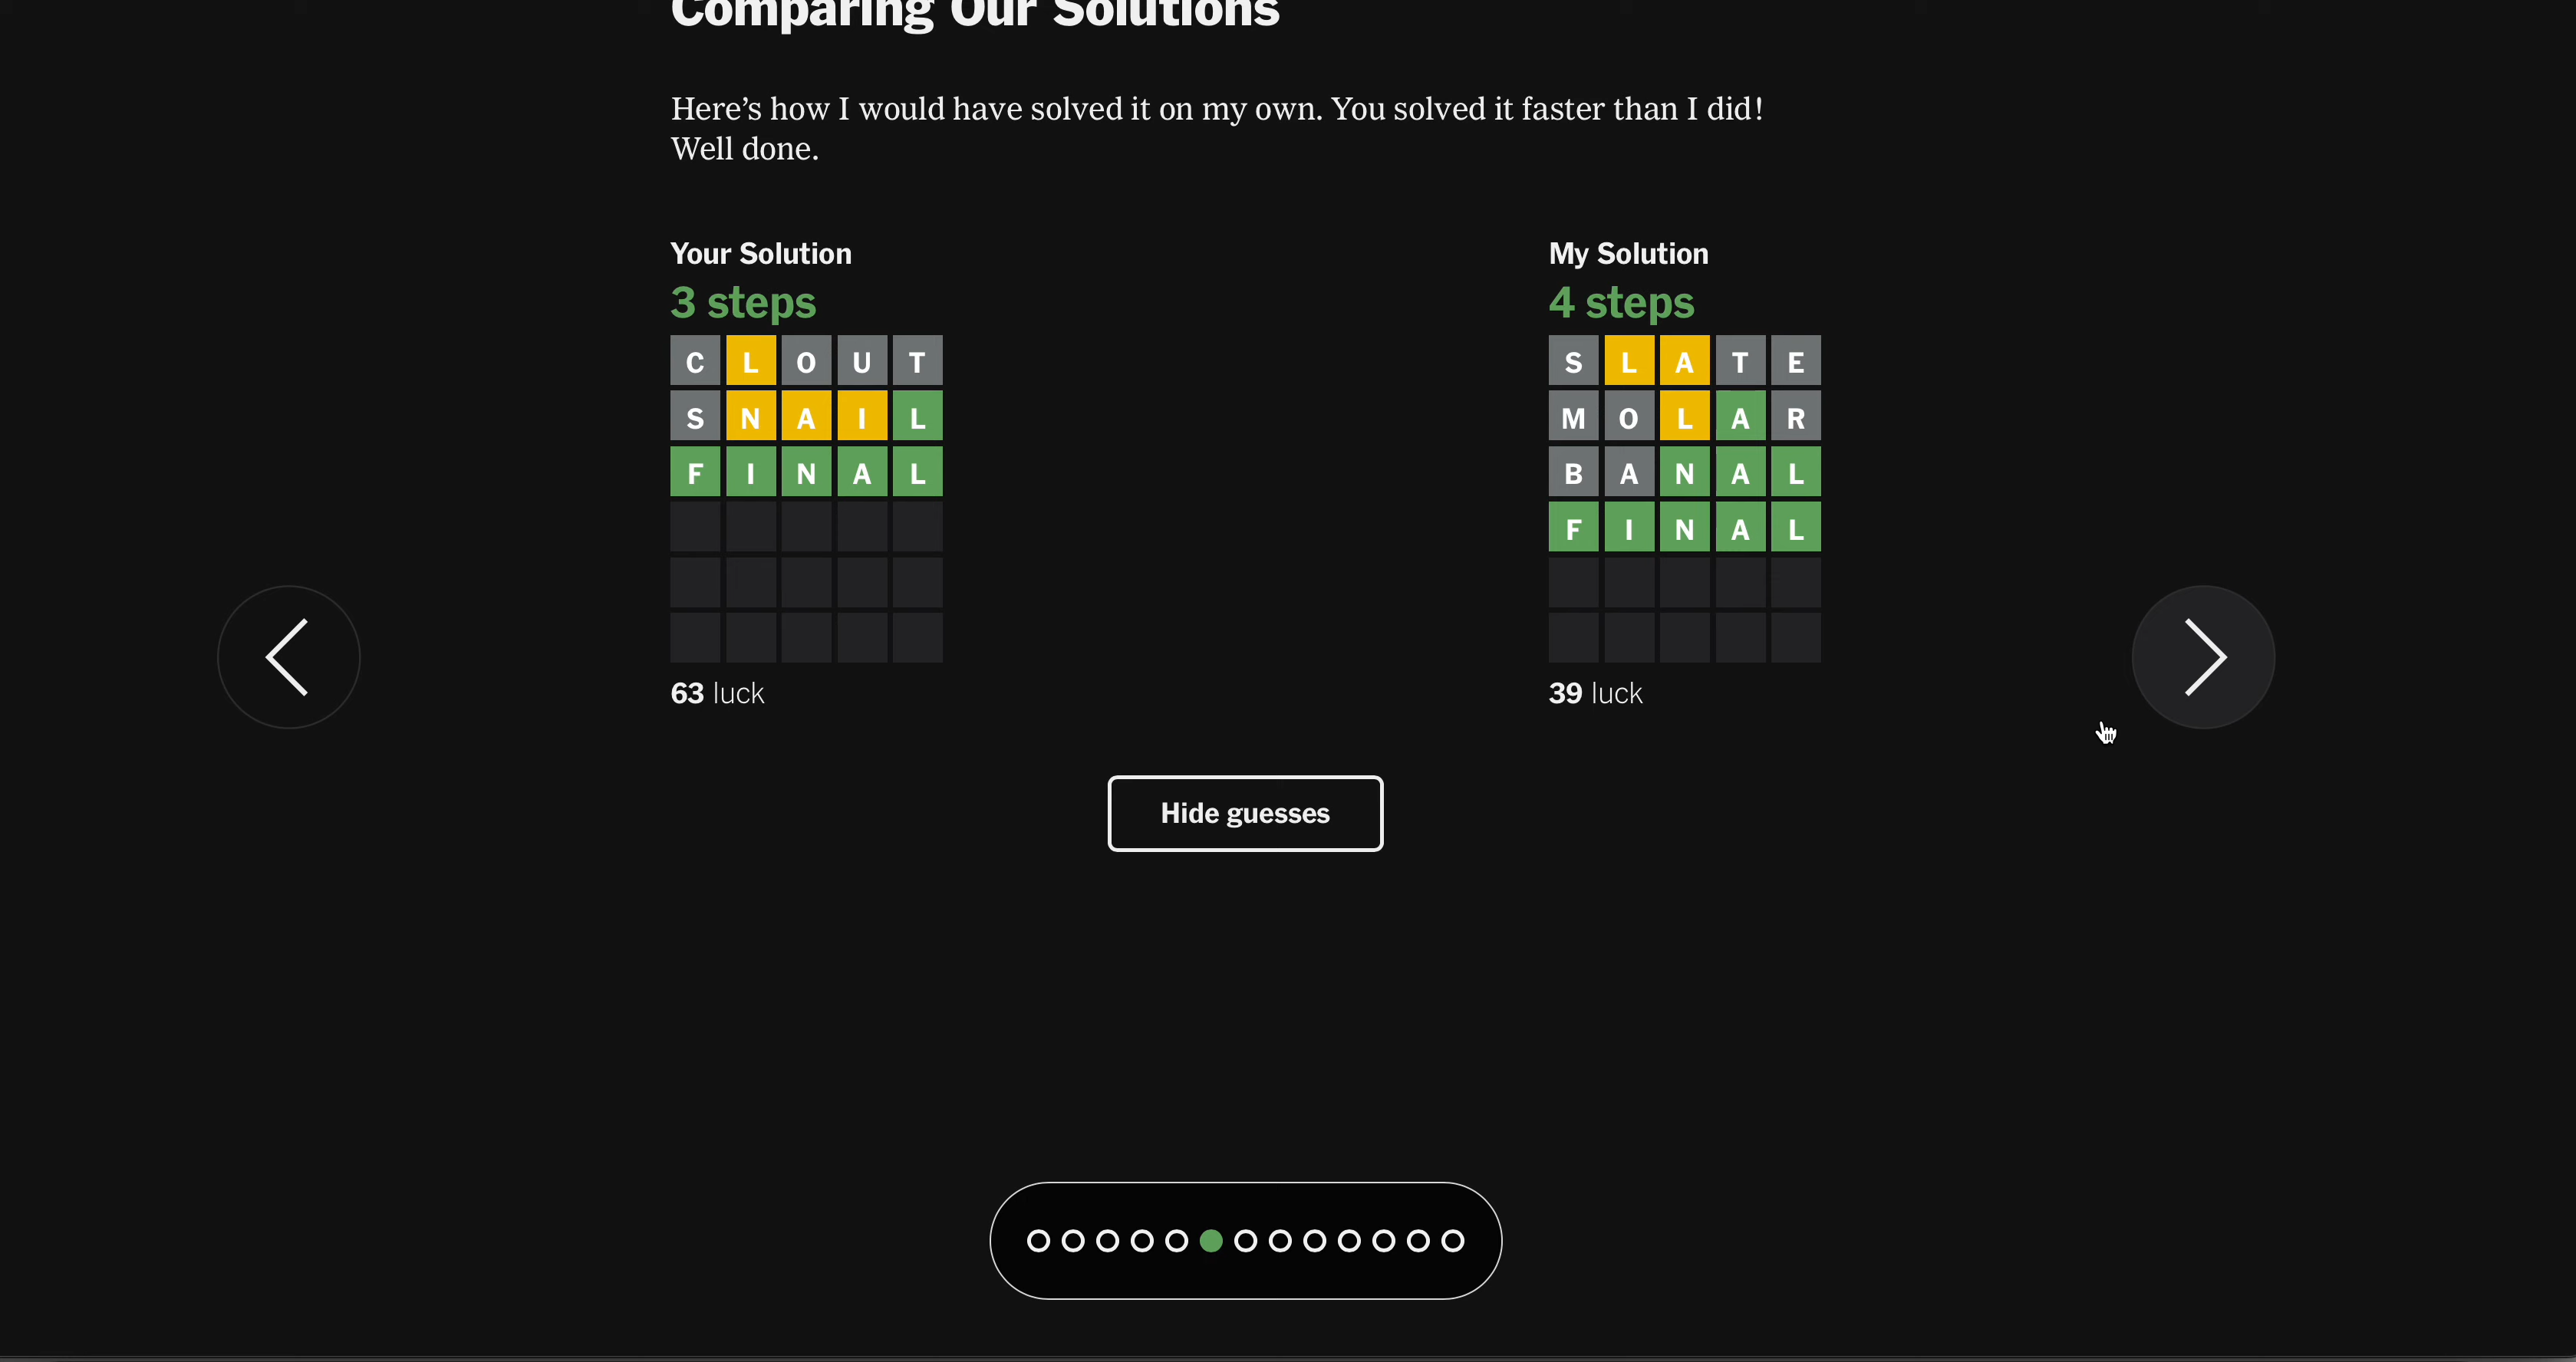 Comparing Our Solutions
Here’s how I would have solved it on my own. You solved it faster than I did!
Well done.
Your Solution
3 steps
C L O U T
S N A I L
F I N A L
63 luck
My Solution
4 steps
S L A T E
M O L A R
B A N A L
F I N A L
39 luck
Hide guesses